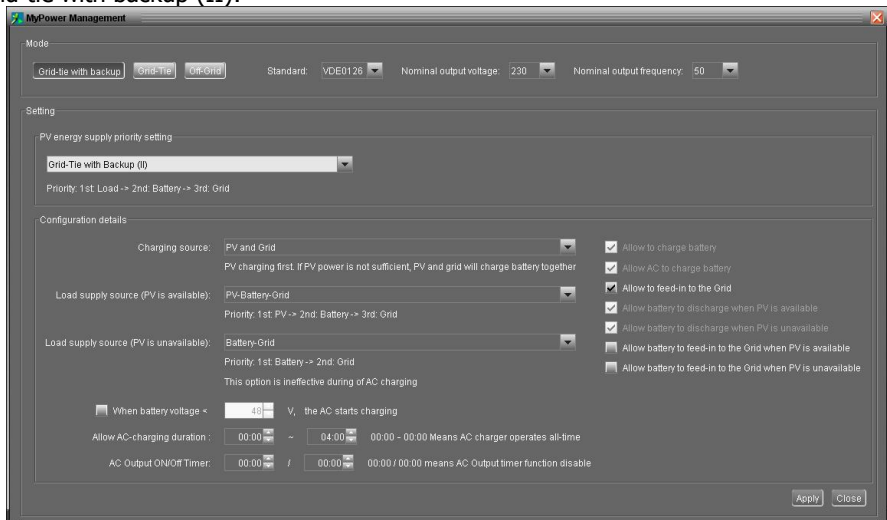 Grid-tie with backup (II):
MyPower Management
Mode
Grid-tie with backup Grid-Tie Off-Grid Standard: VDE0126 Nominal output voltage: 230 Nominal output frequency: 50
Setting
PV energy supply priority setting
Grid-Tie with Backup (II)
Priority: 1st: Load -> 2nd: Battery -> 3rd: Grid
Configuration details
Charging source: PV and Grid
PV charging first. If PV power is not sufficient, PV and grid will charge battery together
Load supply source (PV is available): PV-Battery-Grid
Priority: 1st: PV -> 2nd: Battery -> 3rd: Grid
Load supply source (PV is unavailable): Battery-Grid
Priority: 1st: Battery -> 2nd: Grid
This option is ineffective during of AC charging
Allow to charge battery
Allow AC to charge battery
Allow to feed-in to the Grid
Allow battery to discharge when PV is available
Allow battery to discharge when PV is unavailable
Allow battery to feed-in to the Grid when PV is available
Allow battery to feed-in to the Grid when PV is unavailable
When battery voltage < 48 V, the AC starts charging
Allow AC-charging duration : 00:00 ~ 04:00 00:00 - 00:00 Means AC charger operates all-time
AC Output ON/Off Timer: 00:00 / 00:00 00:00 / 00:00 means AC Output timer function disable
Apply Close